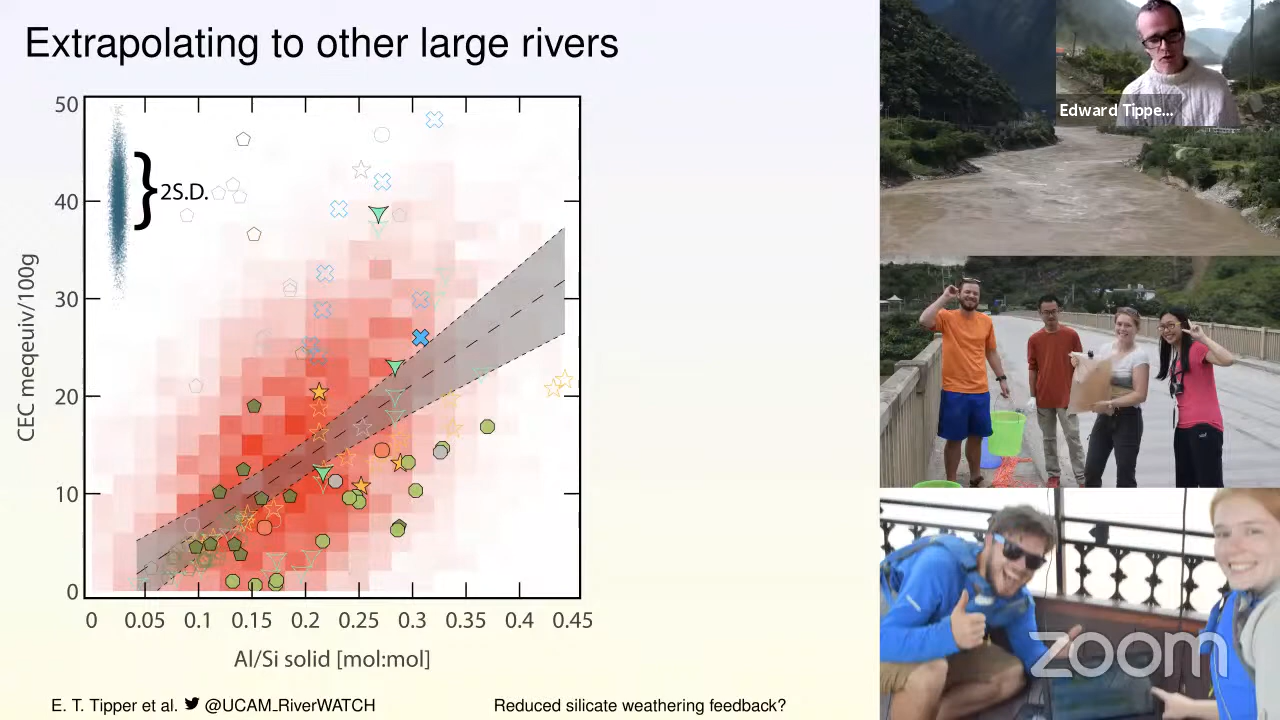 Extrapolating to other large rivers
50
40
30
20
10
0
CEC meqeuiv/100g
2S.D.
0 0.05 0.1 0.15 0.2 0.25 0.3 0.35 0.4 0.45
Al/Si solid [mol:mol]
E. T. Tipper et al. @UCAM_RiverWATCH
Reduced silicate weathering feedback?
Edward Tippe...
zoom